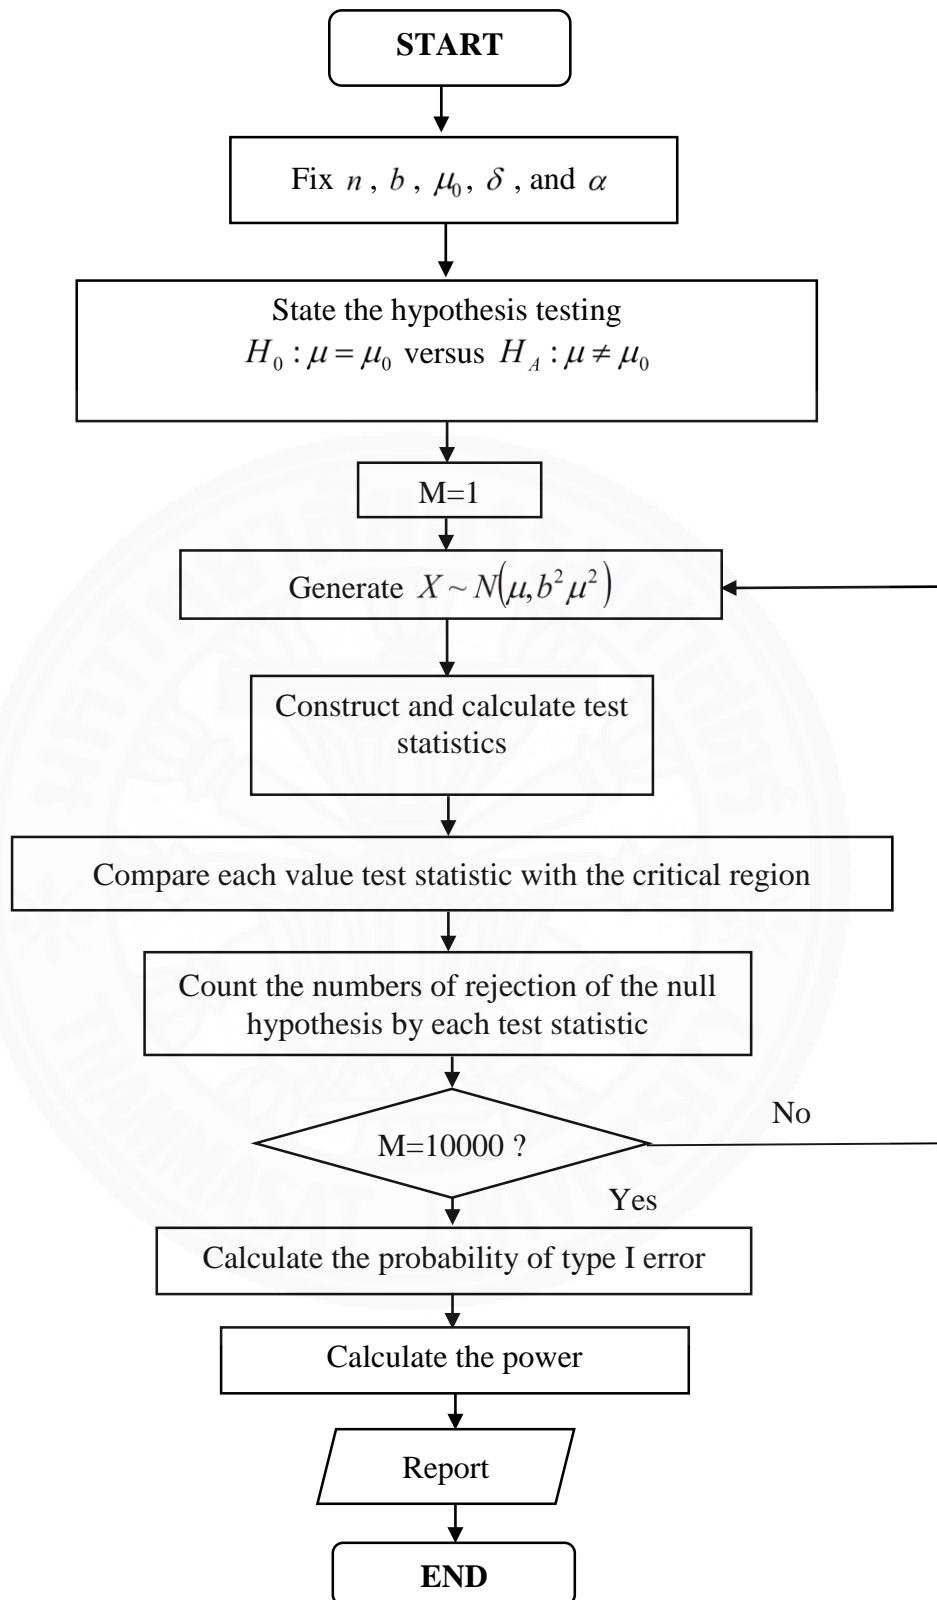 START
Fix n , b , μ₀, δ , and α
State the hypothesis testing
H₀ : μ = μ₀ versus H_A : μ ≠ μ₀
M=1
Generate X ~ N(μ, b²μ²)
Construct and calculate test
statistics
Compare each value test statistic with the critical region
Count the numbers of rejection of the null
hypothesis by each test statistic
M=10000 ?
No
Yes
Calculate the probability of type I error
Calculate the power
Report
END